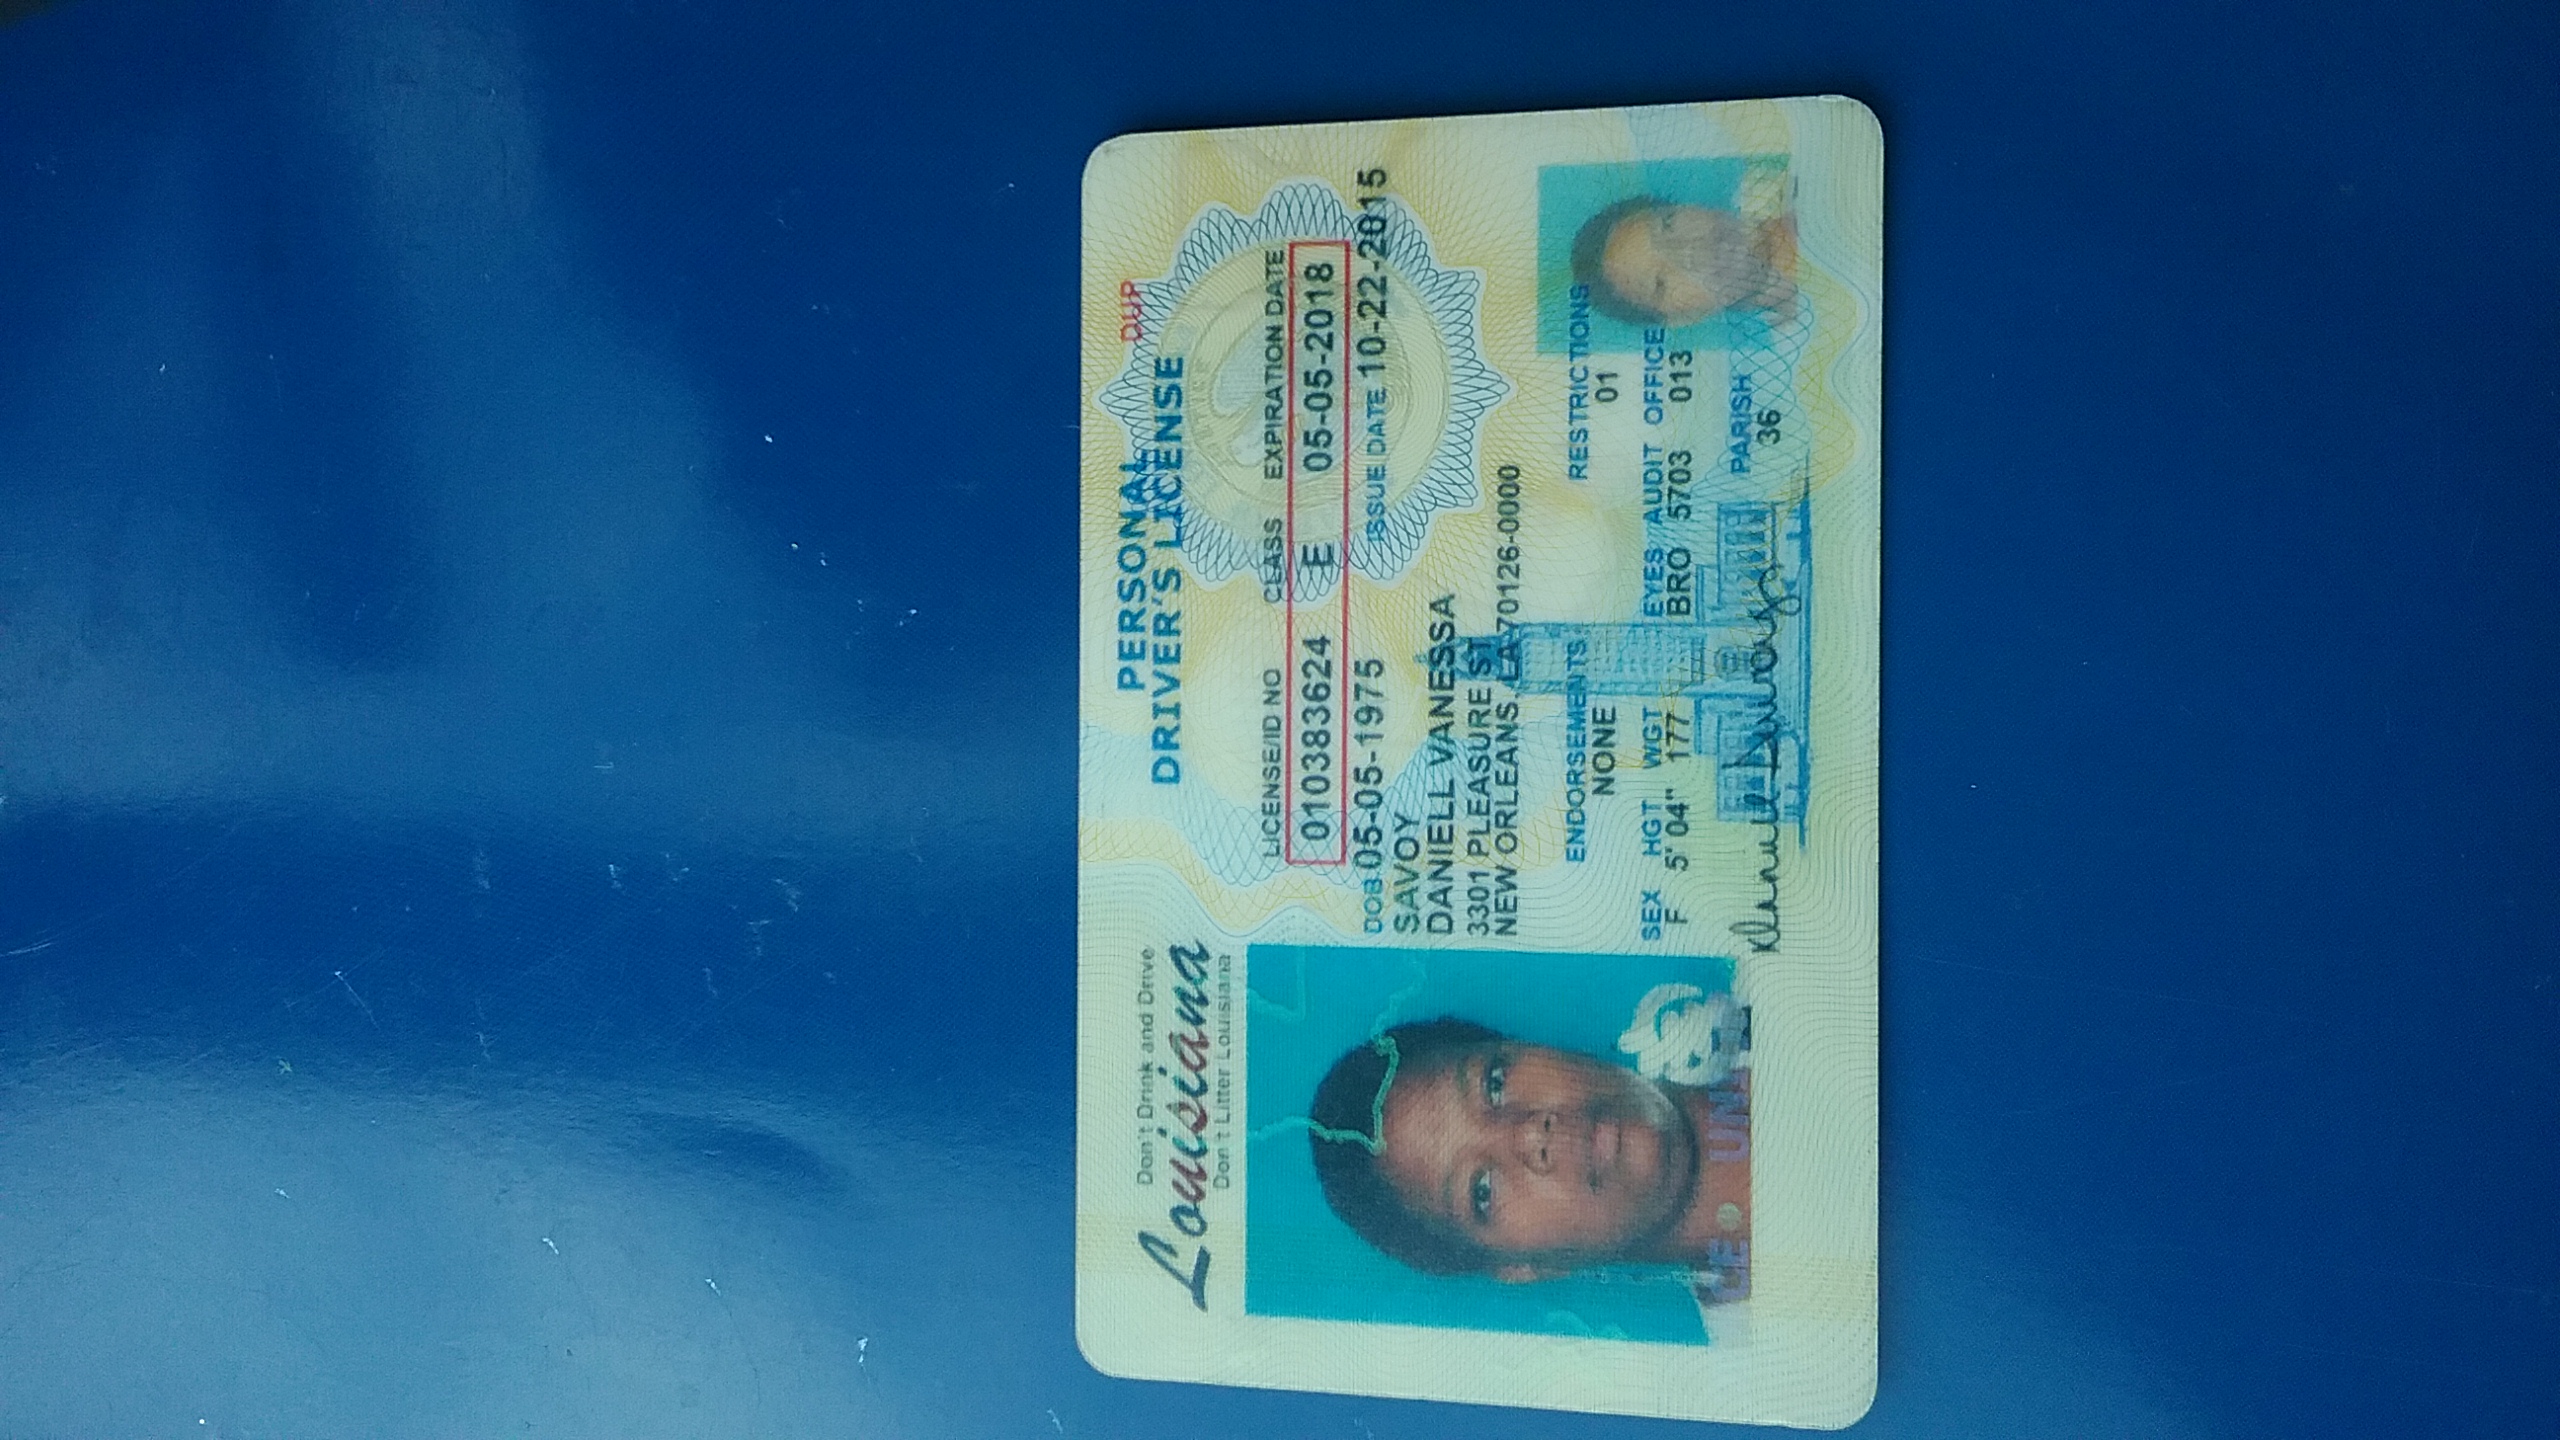 Don't Drink and Drive
Louisiana
Don't Litter Louisiana
PERSONAL DUP
DRIVER'S LICENSE
LICENSE/ID NO CLASS EXPIRATION DATE
010383624 E 05-05-2018
DOB 05-05-1975 ISSUE DATE 10-22-2015
SAVOY
DANIELL VANESSA
3301 PLEASURE ST
NEW ORLEANS, LA 70126-0000
ENDORSEMENTS RESTRICTIONS
NONE 01
SEX HGT WGT EYES AUDIT OFFICE
F 5' 04" 177 BRO 5703 013
PARISH
36
Daniell Savoy